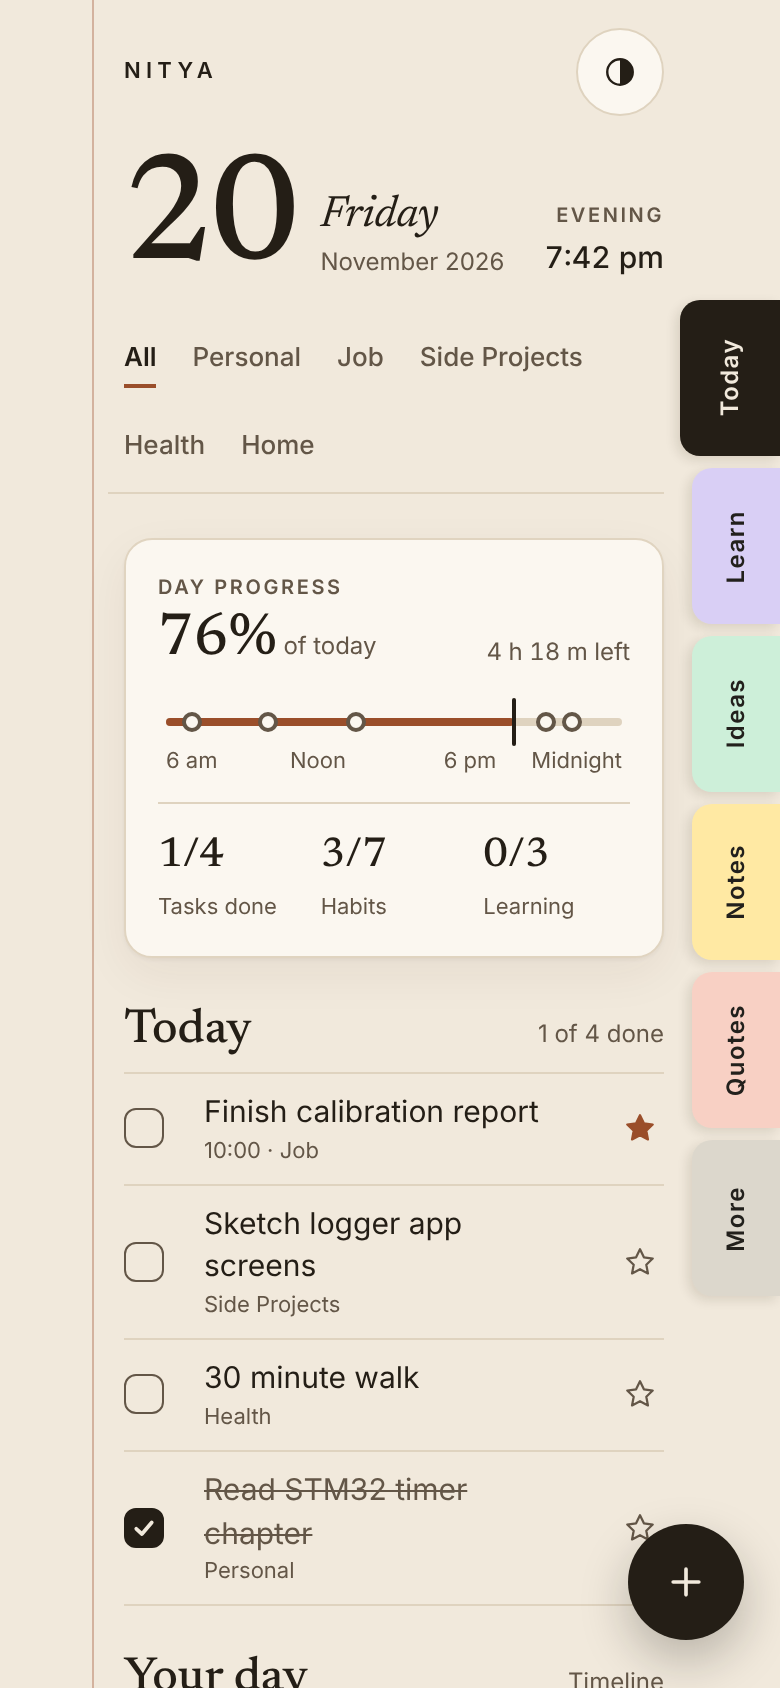 NITYA
20
Friday
November 2026
EVENING
7:42 pm
All Personal Job Side Projects
Health Home
DAY PROGRESS
76% of today
4 h 18 m left
6 am Noon 6 pm Midnight
1/4 3/7 0/3
Tasks done Habits Learning
Today
1 of 4 done
Finish calibration report
10:00 · Job
Sketch logger app
screens
Side Projects
30 minute walk
Health
Read STM32 timer
chapter
Personal
Your day
Timeline
Today
Learn
Ideas
Notes
Quotes
More